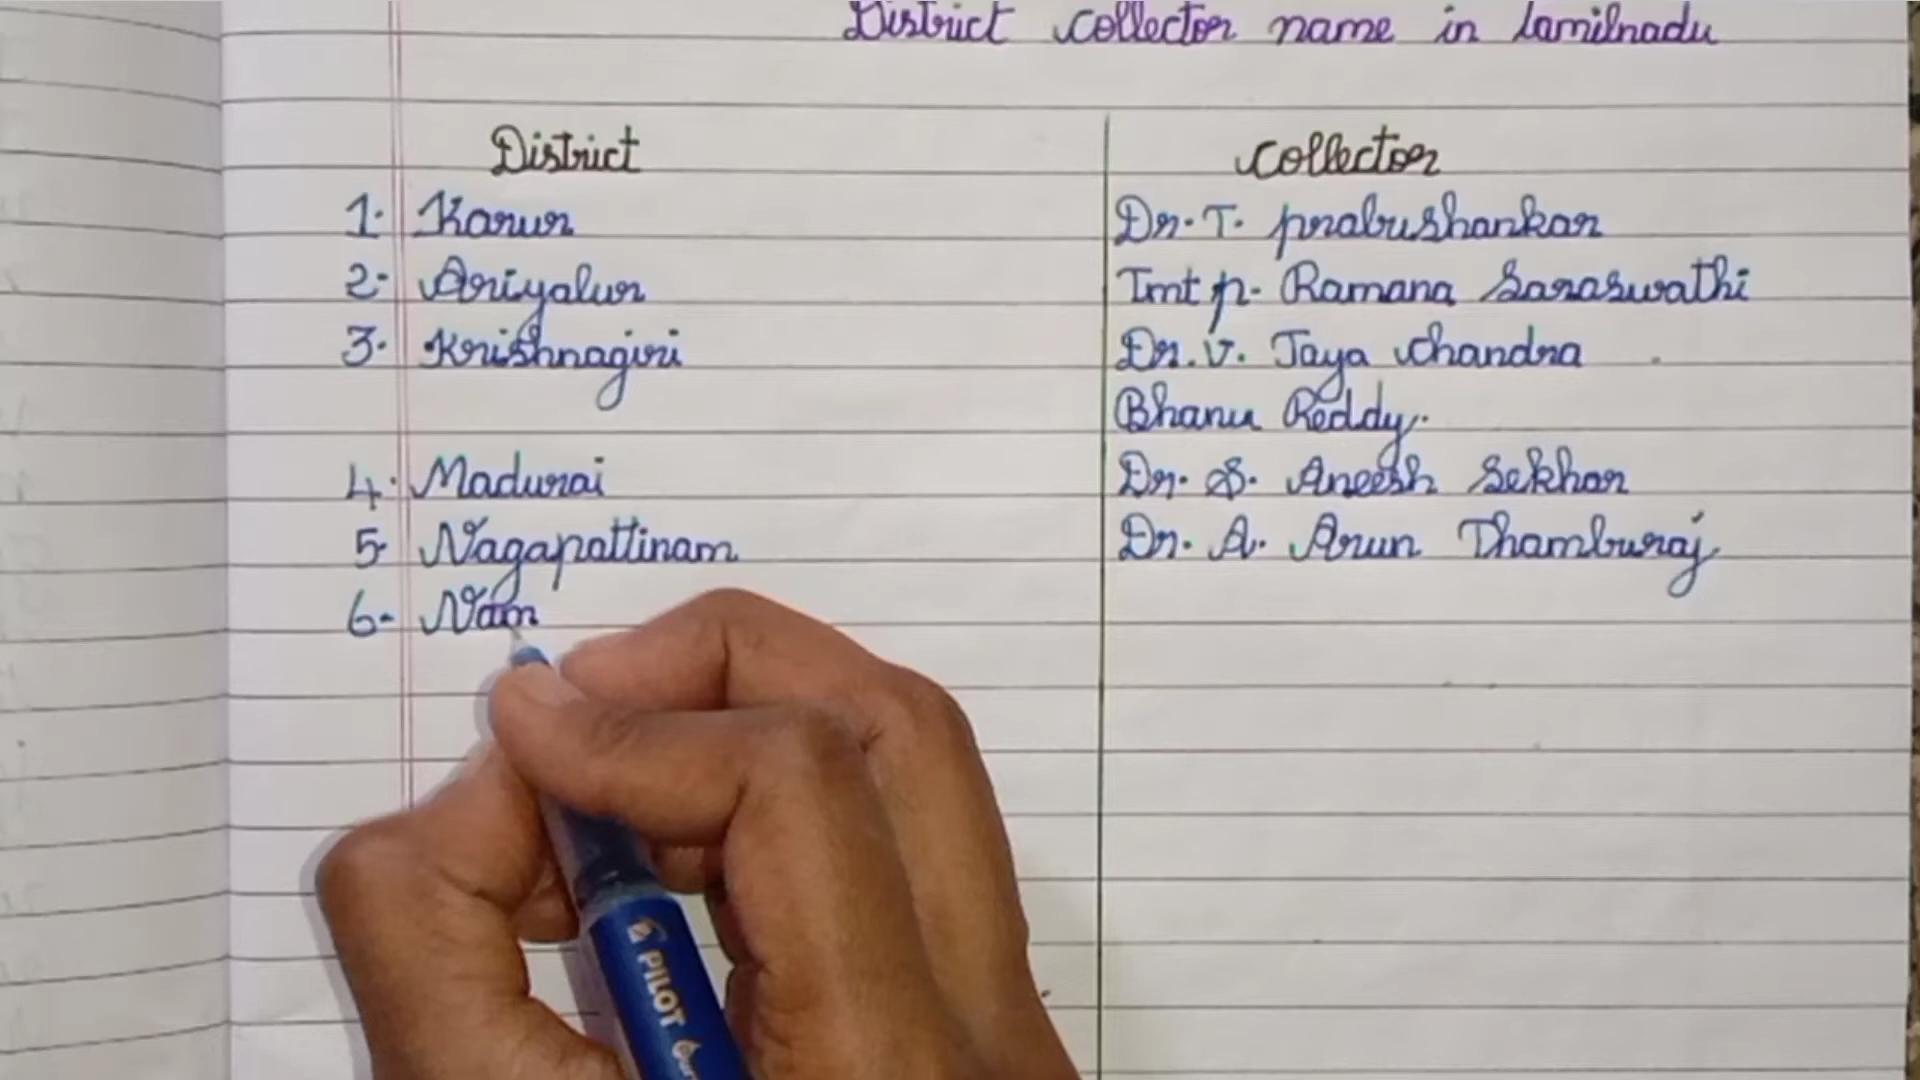 District collector name in tamilnadu
District collector
1. Karur Dr. T. prabushankar
2. Ariyalur Tmt p. Ramana Saraswathi
3. Krishnagiri Dr. V. Jaya Chandra
Bhanu Reddy.
4. Madurai Dr. S. Aneesh Sekhar
5. Nagapattinam Dr. A. Arun Thamburaj
6. Nam
PILOT